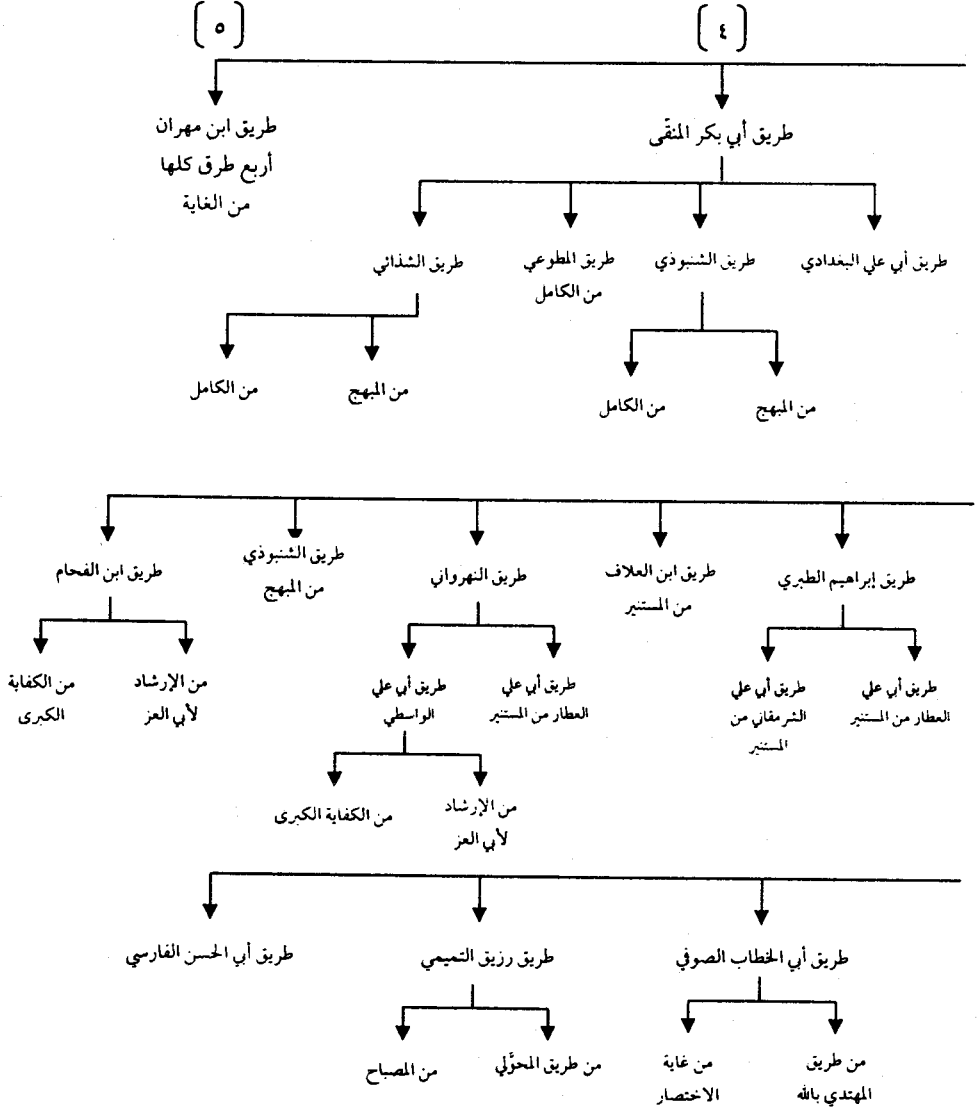 [ ٤ ]
[ ٥ ]
طريق أبي بكر المنقّى
طريق ابن مهران
أربع طرق كلها
من الغاية
طريق أبي علي البغدادي
طريق الشنبوذي
طريق المطوعي
من الكامل
طريق الشذائي
من المبهج
من الكامل
من المبهج
من الكامل
طريق إبراهيم الطبري
طريق ابن العلاف
من المستنير
طريق النهرواني
طريق الشنبوذي
من المبهج
طريق ابن الفحام
طريق أبي علي
العطار من المستنير
طريق أبي علي
الشرمقاني من
المستنير
طريق أبي علي
العطار من المستنير
طريق أبي علي
الواسطي
من الإرشاد
لأبي العز
من الكفاية
الكبرى
من الإرشاد
لأبي العز
من الكفاية الكبرى
طريق أبي الخطاب الصوفي
طريق رزيق التميمي
طريق أبي الحسن الفارسي
من طريق
المهتدي بالله
من غاية
الاختصار
من طريق المحوَّلي
من المصباح